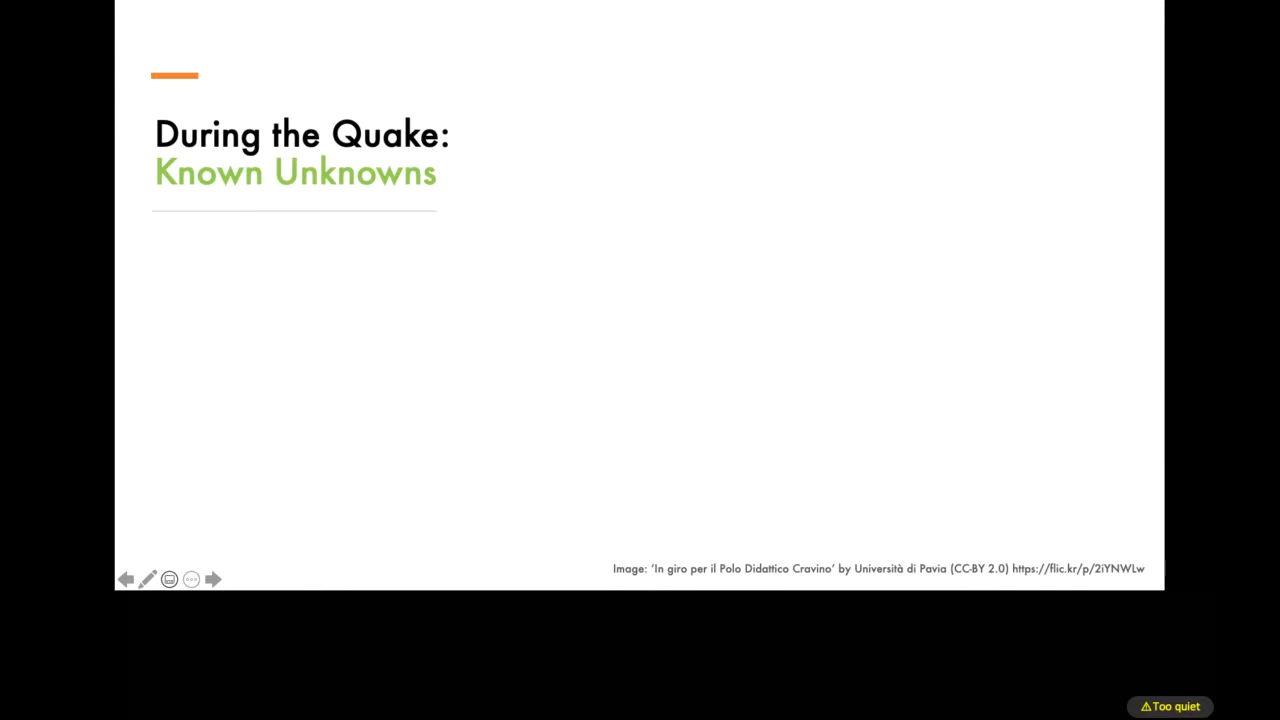 During the Quake:
Known Unknowns
Image: ‘In giro per il Polo Didattico Cravino’ by Università di Pavia (CC-BY 2.0) https://flic.kr/p/2iYNWLw
⚠Too quiet